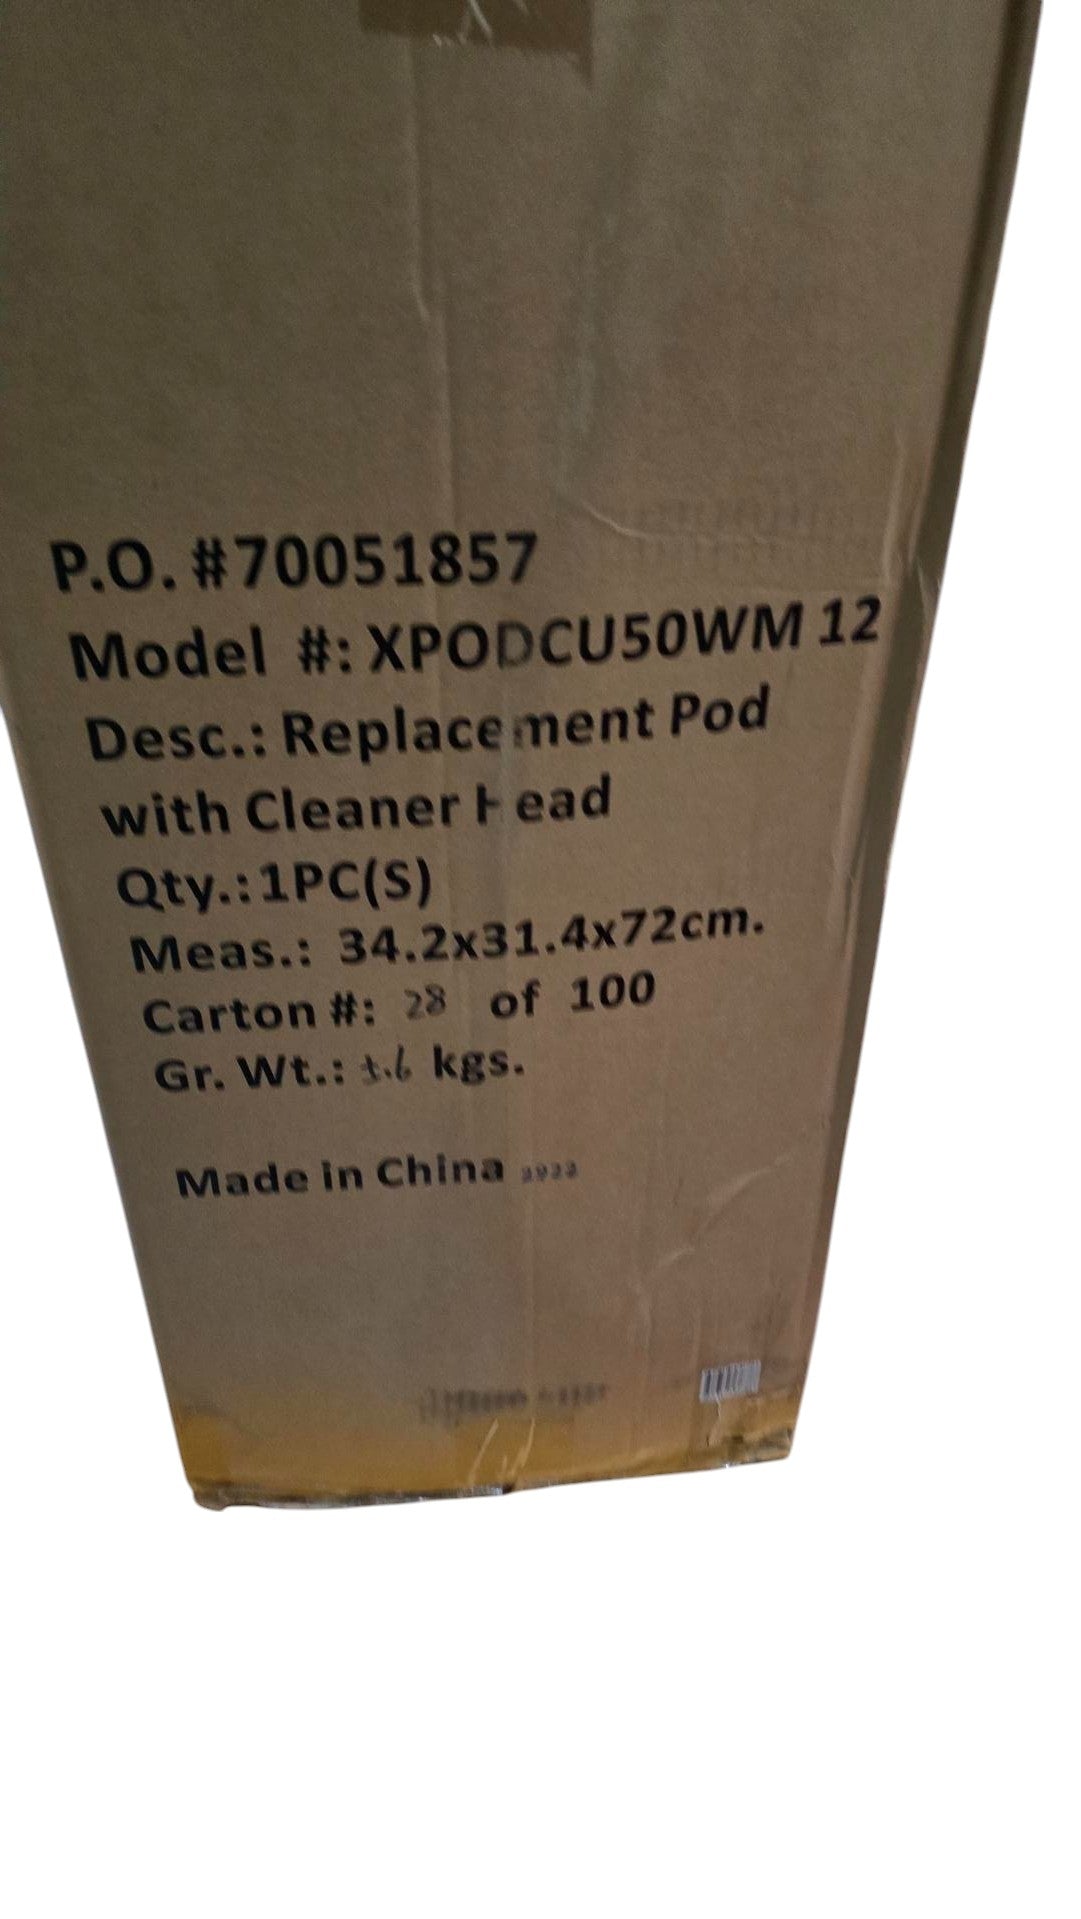 P.O. #70051857
Model #: XPODCU50WM 12
Desc.: Replacement Pod
with Cleaner Head
Qty.:1PC(S)
Meas.: 34.2x31.4x72cm.
Carton #: 28 of 100
Gr. Wt.: kgs.
Made in China